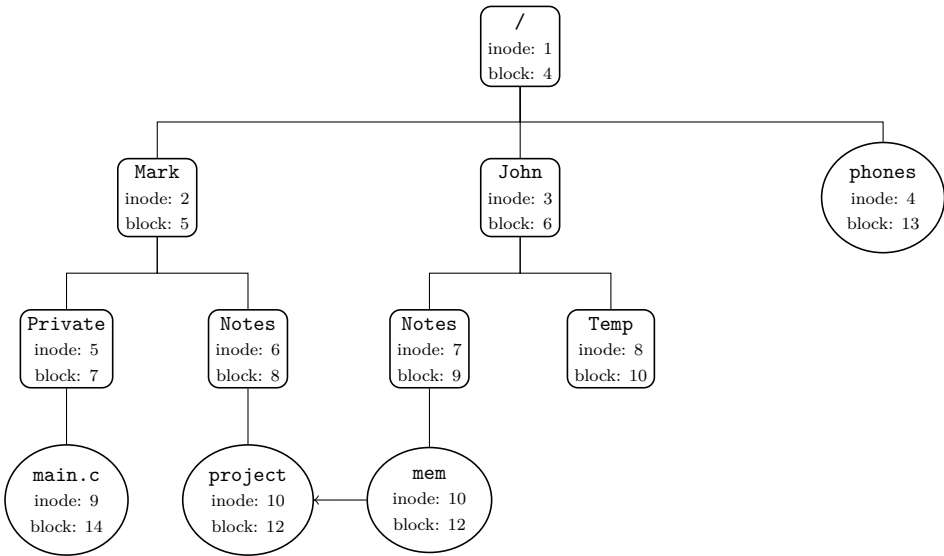 /
inode: 1
block: 4
Mark
inode: 2
block: 5
John
inode: 3
block: 6
phones
inode: 4
block: 13
Private
inode: 5
block: 7
Notes
inode: 6
block: 8
Notes
inode: 7
block: 9
Temp
inode: 8
block: 10
main.c
inode: 9
block: 14
project
inode: 10
block: 12
mem
inode: 10
block: 12